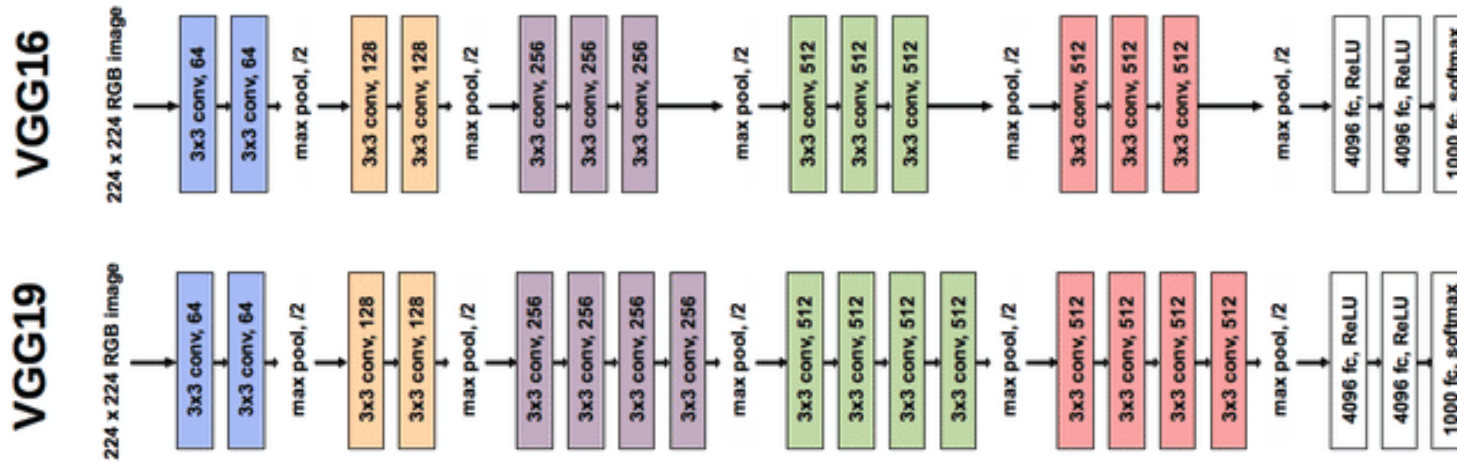 VGG16
224 x 224 RGB image
3x3 conv, 64
3x3 conv, 64
max pool, /2
3x3 conv, 128
3x3 conv, 128
max pool, /2
3x3 conv, 256
3x3 conv, 256
3x3 conv, 256
max pool, /2
3x3 conv, 512
3x3 conv, 512
3x3 conv, 512
max pool, /2
3x3 conv, 512
3x3 conv, 512
3x3 conv, 512
max pool, /2
4096 fc, ReLU
4096 fc, ReLU
1000 fc, softmax
VGG19
224 x 224 RGB image
3x3 conv, 64
3x3 conv, 64
max pool, /2
3x3 conv, 128
3x3 conv, 128
max pool, /2
3x3 conv, 256
3x3 conv, 256
3x3 conv, 256
3x3 conv, 256
max pool, /2
3x3 conv, 512
3x3 conv, 512
3x3 conv, 512
3x3 conv, 512
max pool, /2
3x3 conv, 512
3x3 conv, 512
3x3 conv, 512
3x3 conv, 512
max pool, /2
4096 fc, ReLU
4096 fc, ReLU
1000 fc, softmax